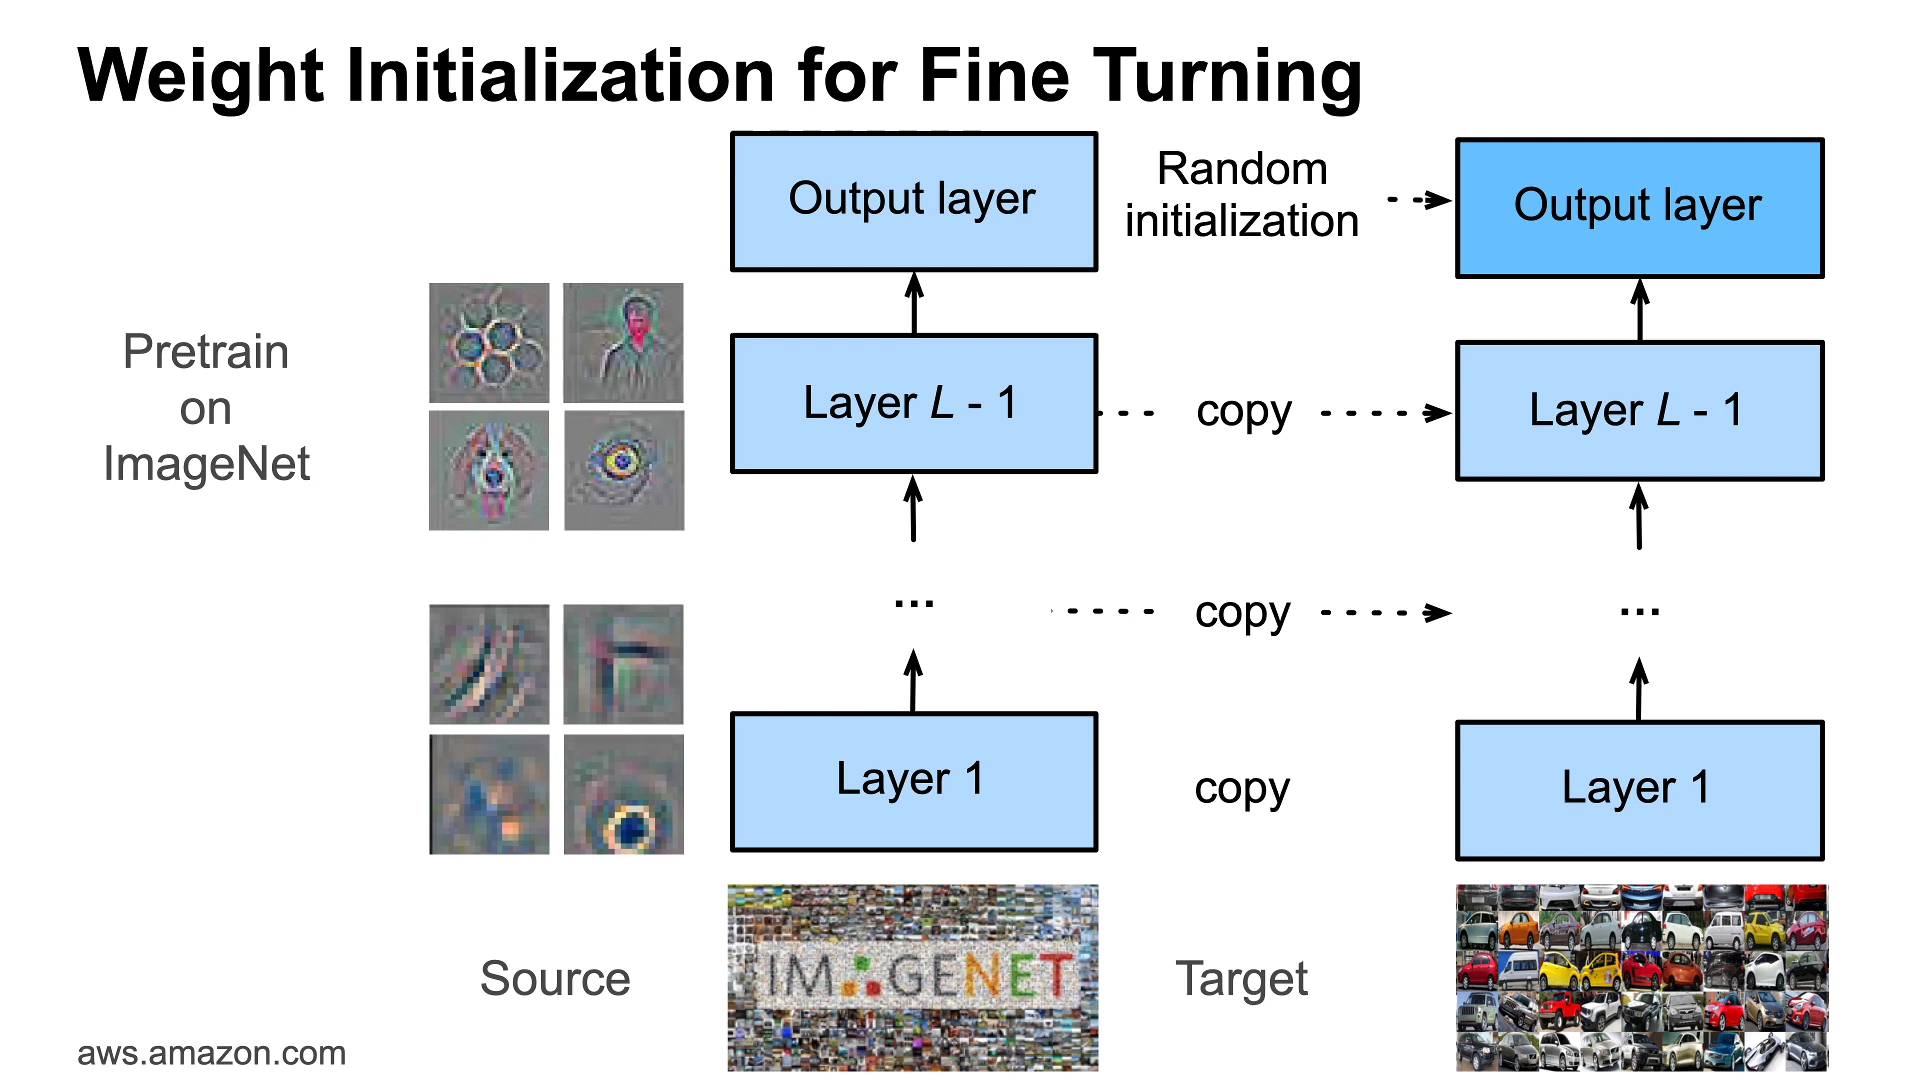 Weight Initialization for Fine Turning
Output layer
Random
initialization
Output layer
Pretrain
on
ImageNet
Layer L - 1
copy
Layer L - 1
...
copy
...
Layer 1
copy
Layer 1
Source
IMAGENET
Target
aws.amazon.com